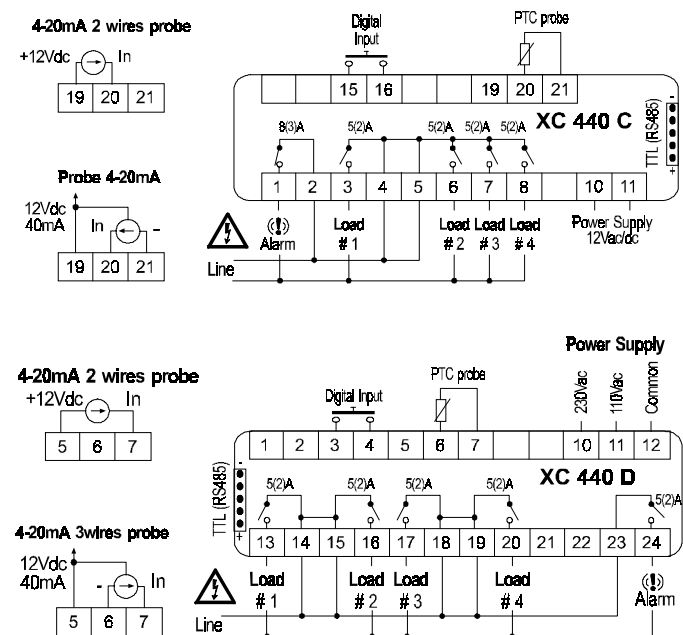 4-20mA 2 wires probe
+12Vdc In
19 20 21
Probe 4-20mA
12Vdc
40mA
In -
19 20 21
Digital
Input
PTC probe
15 16 19 20 21
XC 440 C
TTL (RS485)
-
+
8(3)A 5(2)A 5(2)A 5(2)A 5(2)A
1 2 3 4 5 6 7 8 10 11
Alarm
Load
# 1
Load
# 2
Load
# 3
Load
# 4
Power Supply
12Vac/dc
Line
Power Supply
4-20mA 2 wires probe
+12Vdc In
5 6 7
4-20mA 3wires probe
12Vdc
40mA
- In
5 6 7
Digital Input
PTC probe
230Vac
110Vac
Common
1 2 3 4 5 6 7 10 11 12
XC 440 D
TTL (RS485)
-
+
5(2)A 5(2)A 5(2)A 5(2)A 5(2)A
13 14 15 16 17 18 19 20 21 22 23 24
Load
# 1
Load
# 2
Load
# 3
Load
# 4
Alarm
Line